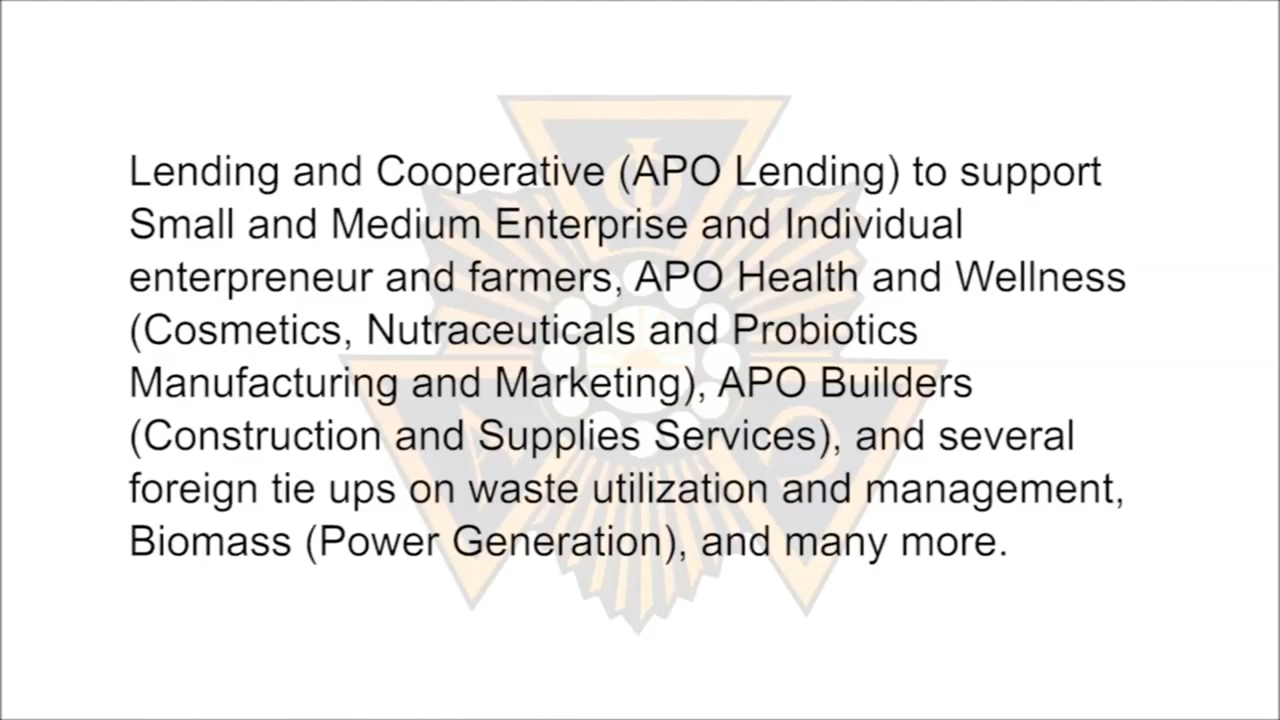 Lending and Cooperative (APO Lending) to support
Small and Medium Enterprise and Individual
enterpreneur and farmers, APO Health and Wellness
(Cosmetics, Nutraceuticals and Probiotics
Manufacturing and Marketing), APO Builders
(Construction and Supplies Services), and several
foreign tie ups on waste utilization and management,
Biomass (Power Generation), and many more.